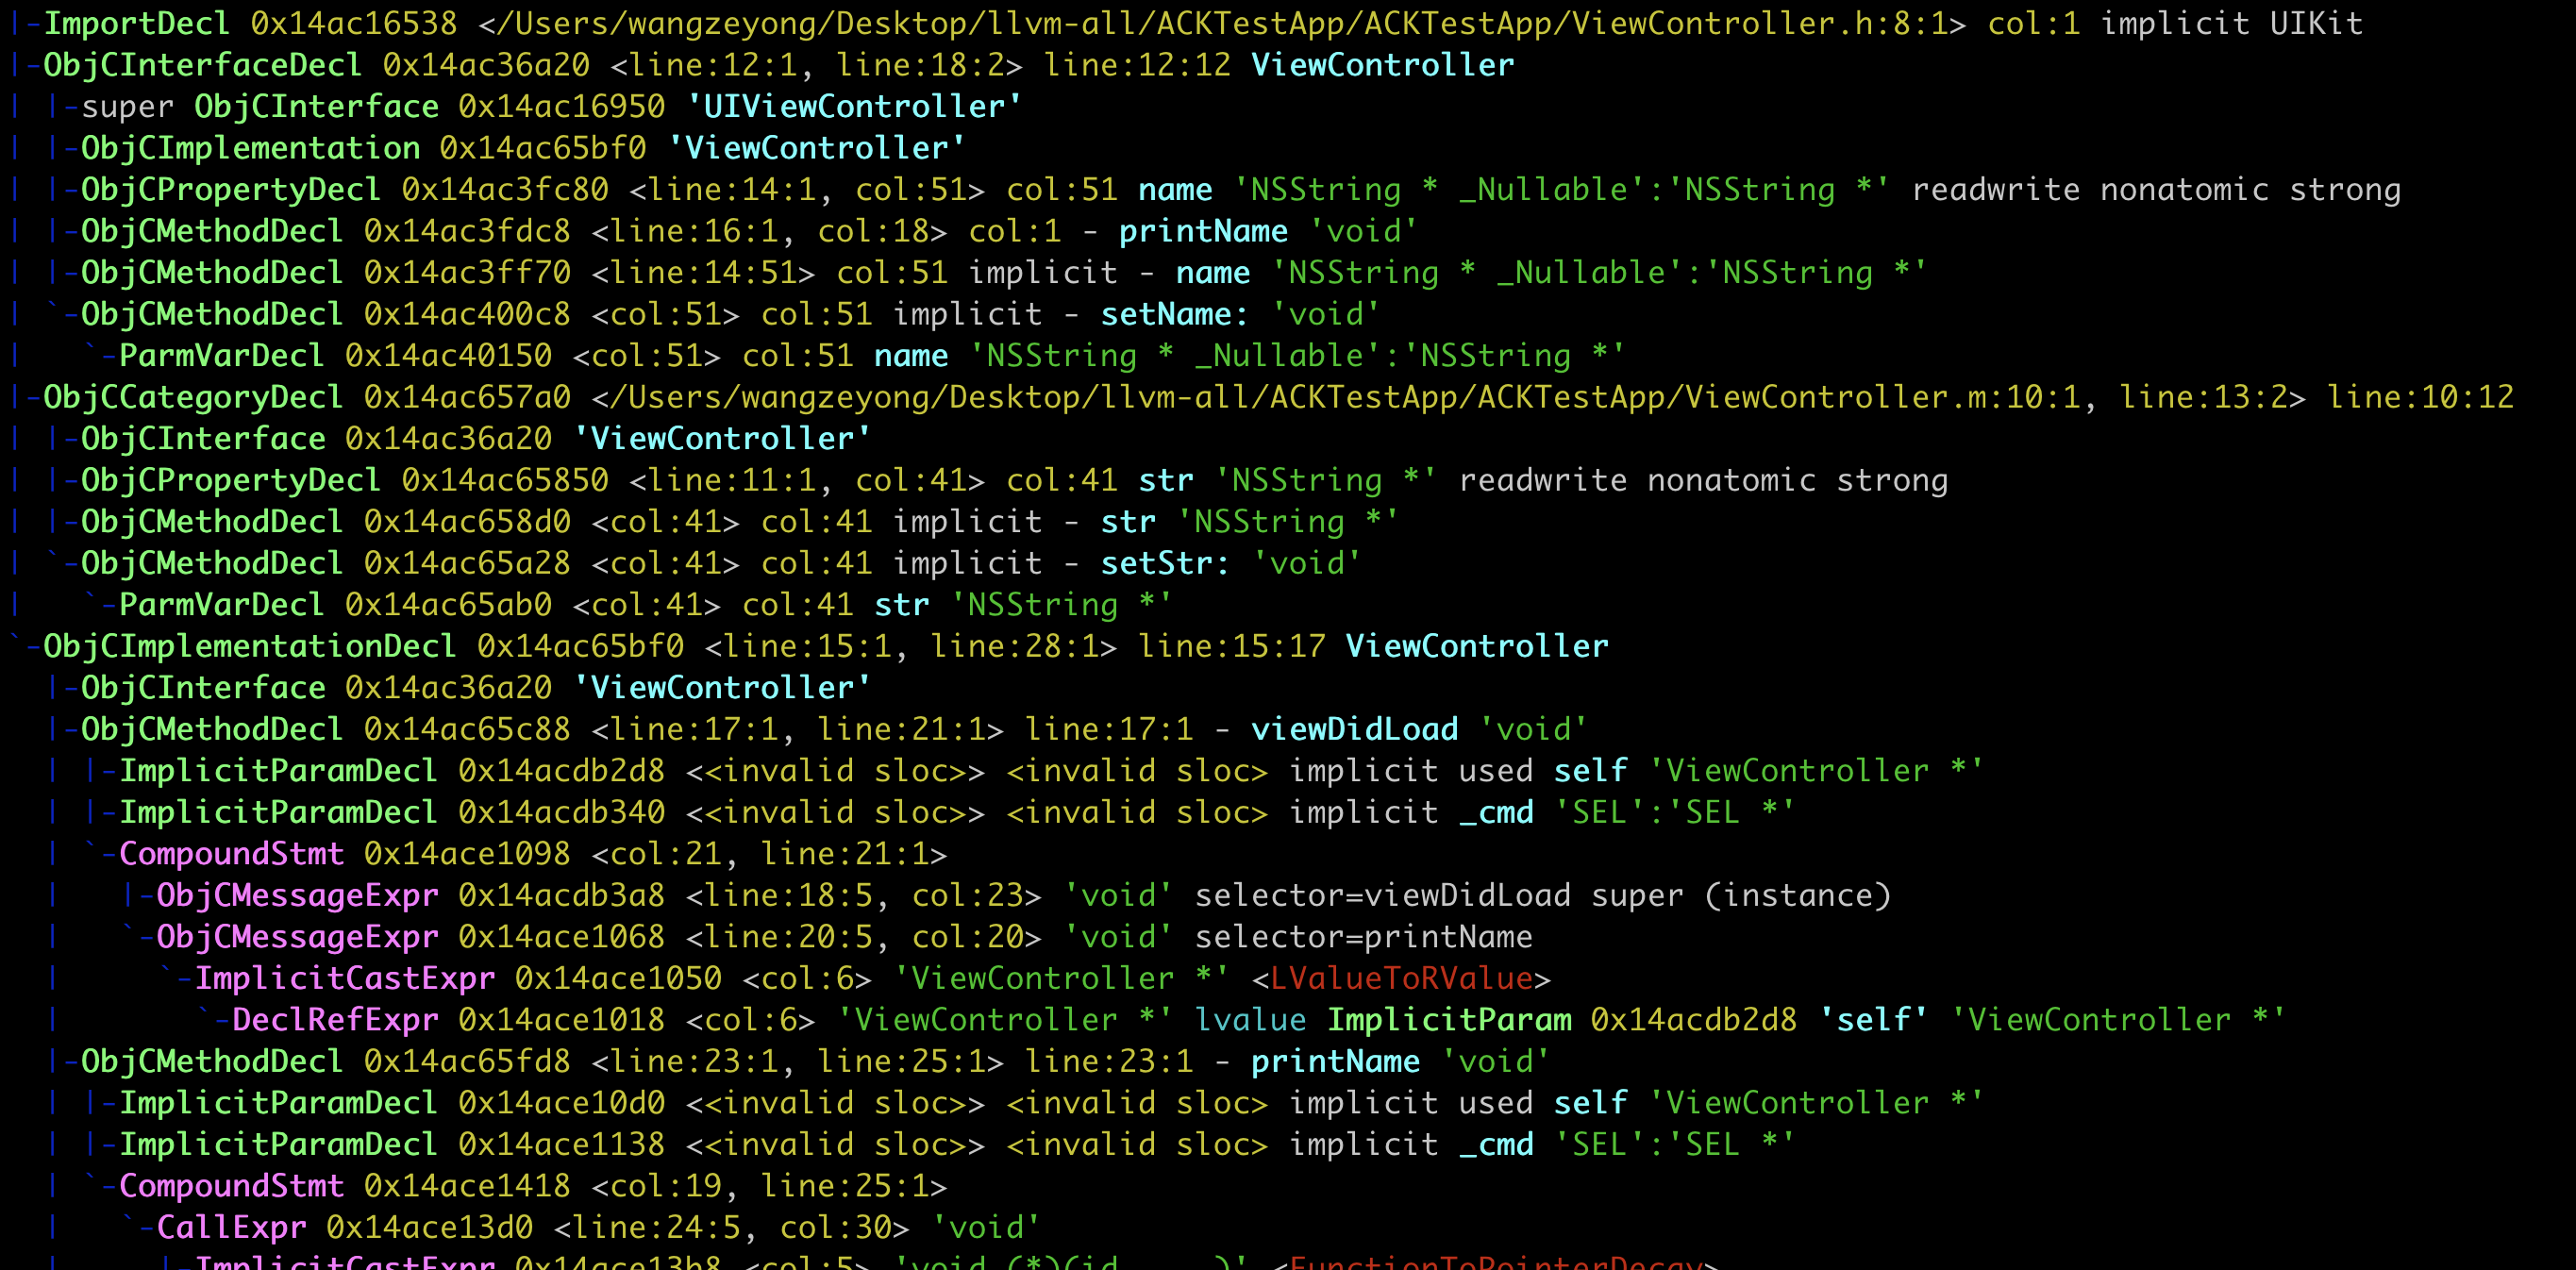 |-ImportDecl 0x14ac16538 </Users/wangzeyong/Desktop/llvm-all/ACKTestApp/ACKTestApp/ViewController.h:8:1> col:1 implicit UIKit
|-ObjCInterfaceDecl 0x14ac36a20 <line:12:1, line:18:2> line:12:12 ViewController
| |-super ObjCInterface 0x14ac16950 'UIViewController'
| |-ObjCImplementation 0x14ac65bf0 'ViewController'
| |-ObjCPropertyDecl 0x14ac3fc80 <line:14:1, col:51> col:51 name 'NSString * _Nullable':'NSString *' readwrite nonatomic strong
| |-ObjCMethodDecl 0x14ac3fdc8 <line:16:1, col:18> col:1 - printName 'void'
| |-ObjCMethodDecl 0x14ac3ff70 <line:14:51> col:51 implicit - name 'NSString * _Nullable':'NSString *'
| `-ObjCMethodDecl 0x14ac400c8 <col:51> col:51 implicit - setName: 'void'
|   `-ParmVarDecl 0x14ac40150 <col:51> col:51 name 'NSString * _Nullable':'NSString *'
|-ObjCCategoryDecl 0x14ac657a0 </Users/wangzeyong/Desktop/llvm-all/ACKTestApp/ACKTestApp/ViewController.m:10:1, line:13:2> line:10:12
| |-ObjCInterface 0x14ac36a20 'ViewController'
| |-ObjCPropertyDecl 0x14ac65850 <line:11:1, col:41> col:41 str 'NSString *' readwrite nonatomic strong
| |-ObjCMethodDecl 0x14ac658d0 <col:41> col:41 implicit - str 'NSString *'
| `-ObjCMethodDecl 0x14ac65a28 <col:41> col:41 implicit - setStr: 'void'
|   `-ParmVarDecl 0x14ac65ab0 <col:41> col:41 str 'NSString *'
`-ObjCImplementationDecl 0x14ac65bf0 <line:15:1, line:28:1> line:15:17 ViewController
  |-ObjCInterface 0x14ac36a20 'ViewController'
  |-ObjCMethodDecl 0x14ac65c88 <line:17:1, line:21:1> line:17:1 - viewDidLoad 'void'
  | |-ImplicitParamDecl 0x14acdb2d8 <<invalid sloc>> <invalid sloc> implicit used self 'ViewController *'
  | |-ImplicitParamDecl 0x14acdb340 <<invalid sloc>> <invalid sloc> implicit _cmd 'SEL':'SEL *'
  | `-CompoundStmt 0x14ace1098 <col:21, line:21:1>
  |   |-ObjCMessageExpr 0x14acdb3a8 <line:18:5, col:23> 'void' selector=viewDidLoad super (instance)
  |   `-ObjCMessageExpr 0x14ace1068 <line:20:5, col:20> 'void' selector=printName
  |     `-ImplicitCastExpr 0x14ace1050 <col:6> 'ViewController *' <LValueToRValue>
  |       `-DeclRefExpr 0x14ace1018 <col:6> 'ViewController *' lvalue ImplicitParam 0x14acdb2d8 'self' 'ViewController *'
  |-ObjCMethodDecl 0x14ac65fd8 <line:23:1, line:25:1> line:23:1 - printName 'void'
  | |-ImplicitParamDecl 0x14ace10d0 <<invalid sloc>> <invalid sloc> implicit used self 'ViewController *'
  | |-ImplicitParamDecl 0x14ace1138 <<invalid sloc>> <invalid sloc> implicit _cmd 'SEL':'SEL *'
  | `-CompoundStmt 0x14ace1418 <col:19, line:25:1>
  |   `-CallExpr 0x14ace13d0 <line:24:5, col:30> 'void'
  |     |-ImplicitCastExpr 0x14ace13b8 <col:5> 'void (*)(id, ...)' <FunctionToPointerDecay>